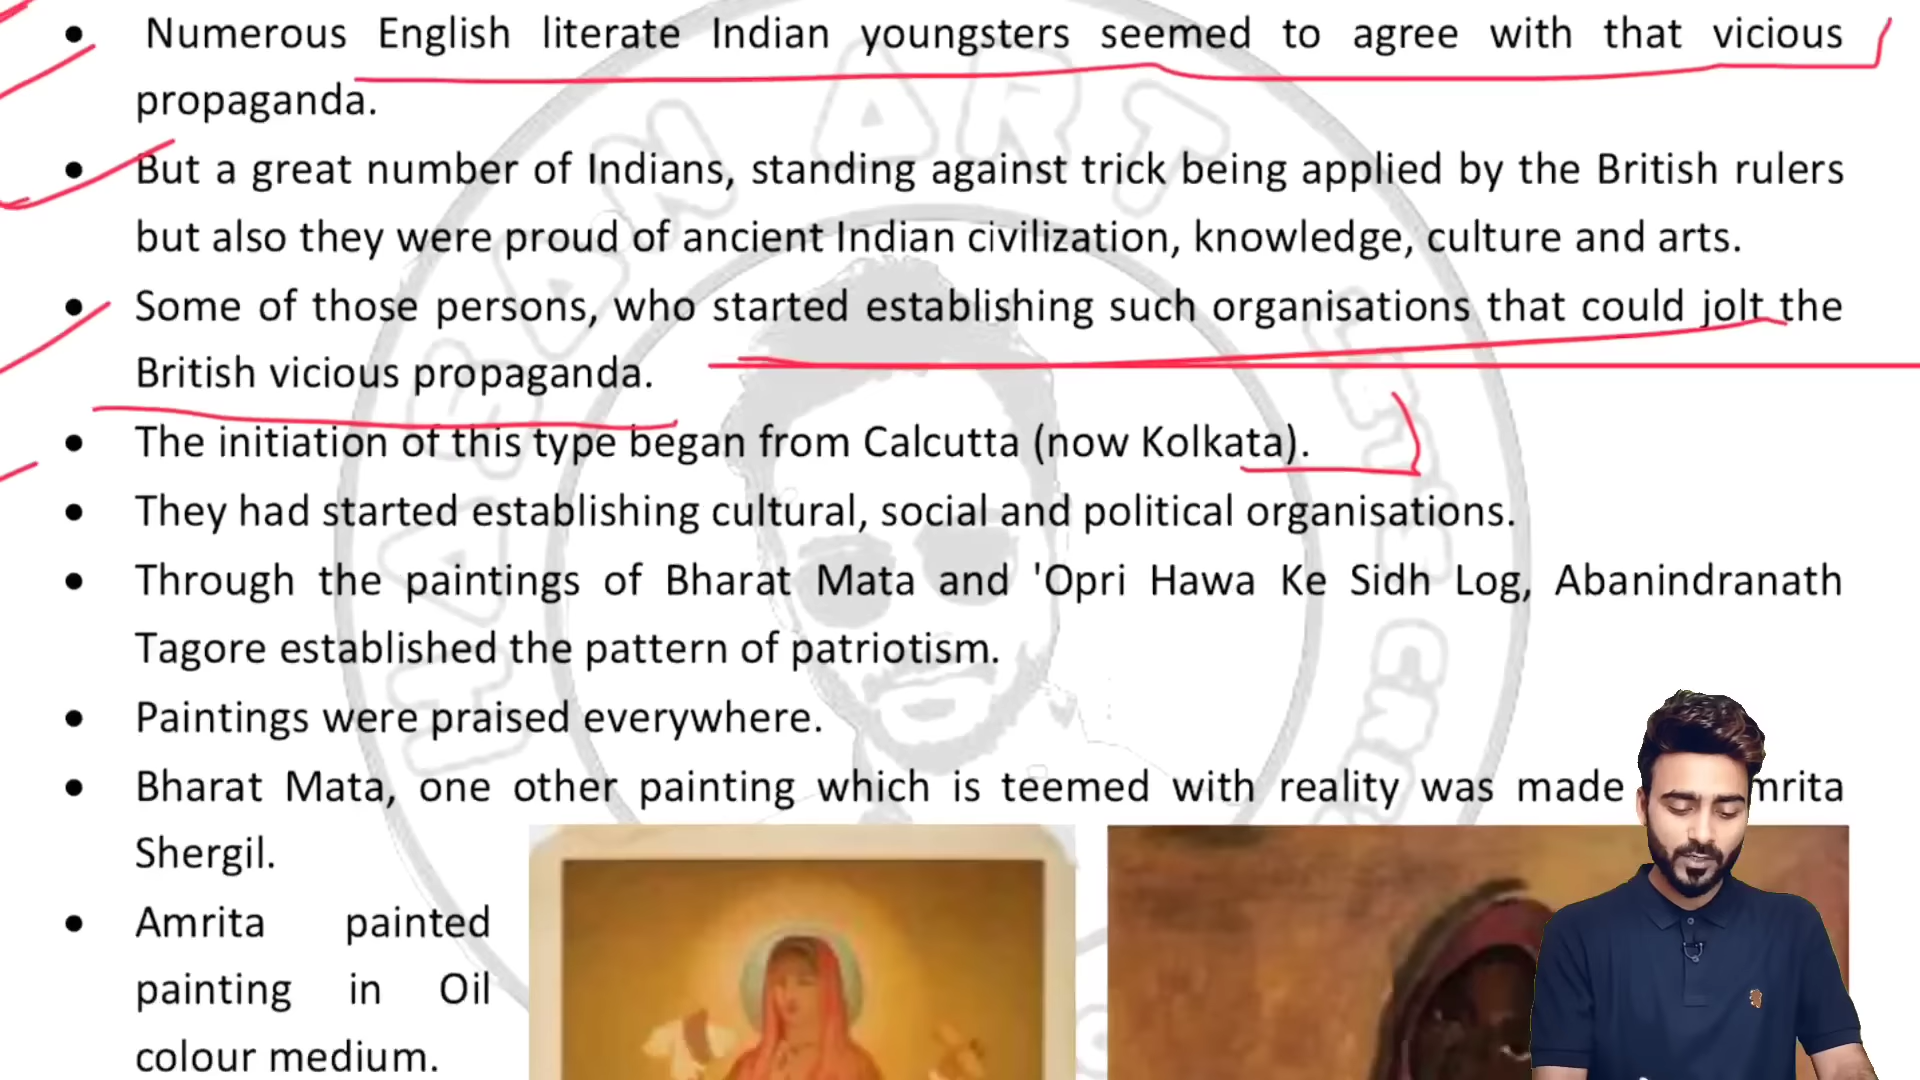 • Numerous English literate Indian youngsters seemed to agree with that vicious
propaganda.
• But a great number of Indians, standing against trick being applied by the British rulers
but also they were proud of ancient Indian civilization, knowledge, culture and arts.
• Some of those persons, who started establishing such organisations that could jolt the
British vicious propaganda.
• The initiation of this type began from Calcutta (now Kolkata).
• They had started establishing cultural, social and political organisations.
• Through the paintings of Bharat Mata and 'Opri Hawa Ke Sidh Log, Abanindranath
Tagore established the pattern of patriotism.
• Paintings were praised everywhere.
• Bharat Mata, one other painting which is teemed with reality was made mrita
Shergil.
• Amrita painted
painting in Oil
colour medium.
HASAN ART